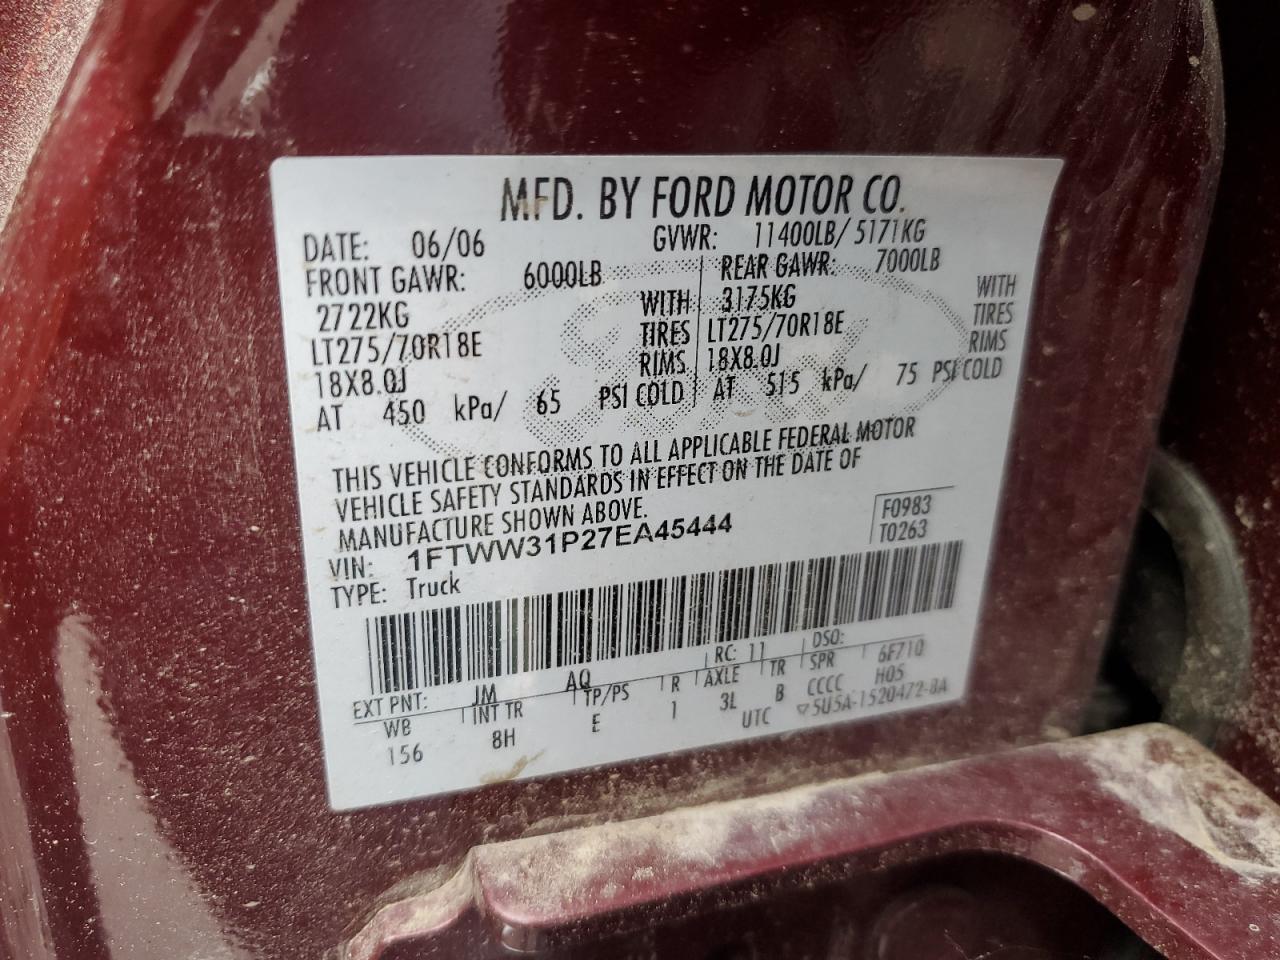 MFD. BY FORD MOTOR CO.
DATE: 06/06 GVWR: 11400LB/ 5171KG
FRONT GAWR: 6000LB REAR GAWR: 7000LB
2722KG WITH 3175KG WITH
LT275/70R18E TIRES LT275/70R18E TIRES
18X8.0J RIMS 18X8.0J RIMS
AT 450 kPa/ 65 PSI COLD AT 515 kPa/ 75 PSI COLD
THIS VEHICLE CONFORMS TO ALL APPLICABLE FEDERAL MOTOR
VEHICLE SAFETY STANDARDS IN EFFECT ON THE DATE OF
MANUFACTURE SHOWN ABOVE.
F0983
VIN: 1FTWW31P27EA45444 T0263
TYPE: Truck
EXT PNT: JM AQ RC: 11 DSO:
WB INT TR TP/PS R AXLE TR SPR 6F710
156 8H E 1 3L B CCCC H05
UTC ▽5U5A-1520472-BA